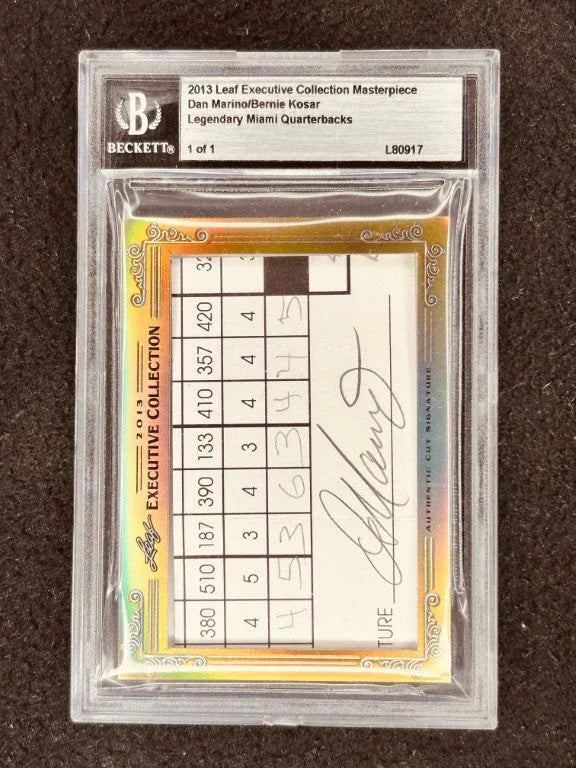 2013 Leaf Executive Collection Masterpiece
Dan Marino/Bernie Kosar
Legendary Miami Quarterbacks
1 of 1
L80917
B
BECKETT®
Leaf EXECUTIVE COLLECTION
2013
380 510 187 390 133 410 357 420 32
4 5 3 4 3 4 4 4
4 5 3 6 3 4 4 5
TURE
AUTHENTIC CUT SIGNATURE